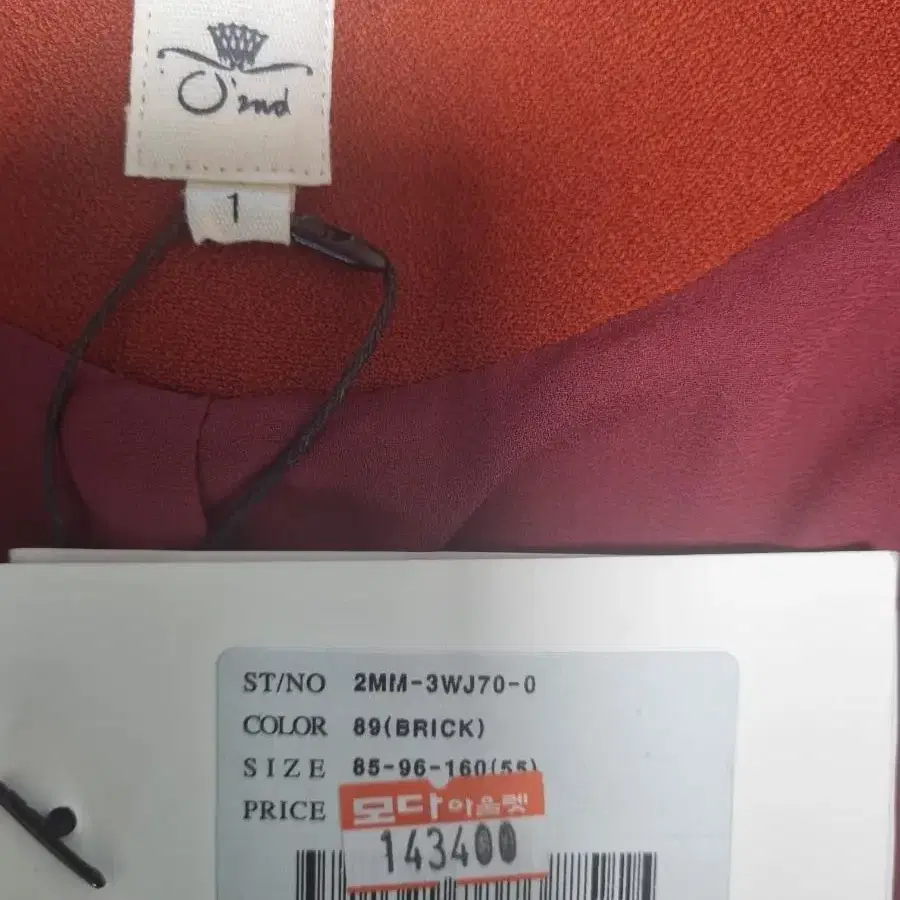 O'2nd
1
ST/NO 2MM-3WJ70-0
COLOR 89(BRICK)
SIZE 85-96-160(55)
PRICE 모다아울렛
143400